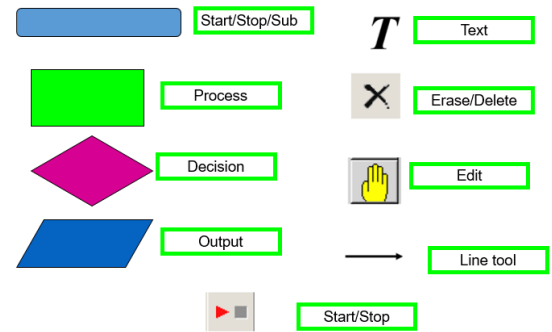 Start/Stop/Sub
T
Text
Process
Erase/Delete
Decision
Edit
Output
Line tool
Start/Stop